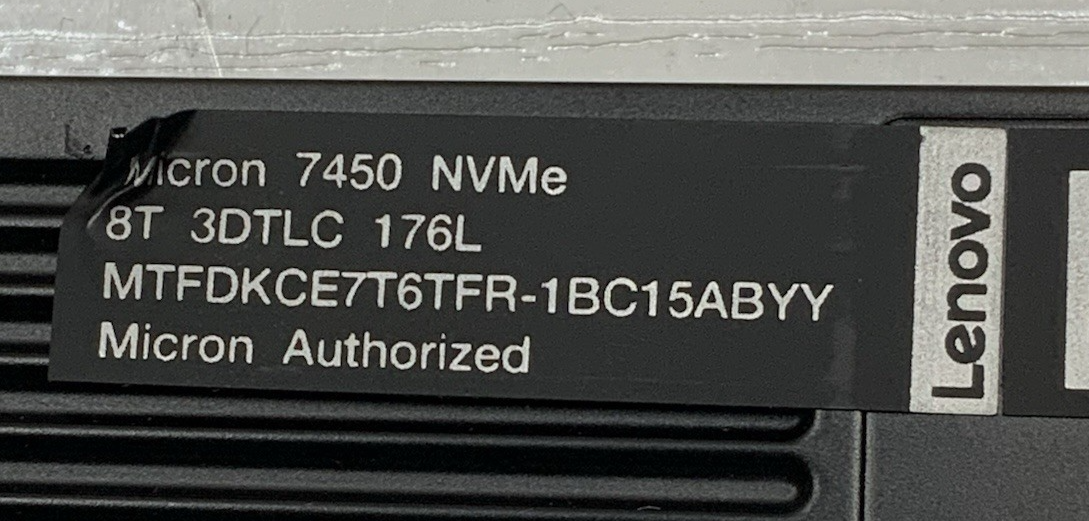 Micron 7450 NVMe
8T 3DTLC 176L
MTFDKCE7T6TFR-1BC15ABYY
Micron Authorized
Lenovo